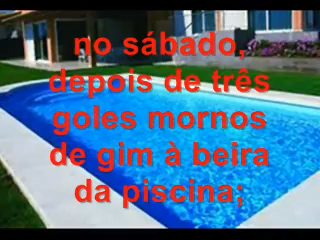 no sábado,
depois de três
goles mornos
de gim à beira
da piscina;